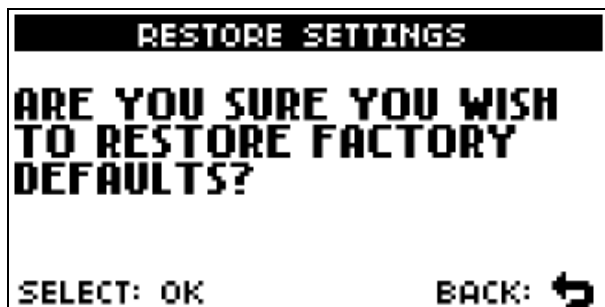 RESTORE SETTINGS
ARE YOU SURE YOU WISH
TO RESTORE FACTORY
DEFAULTS?
SELECT: OK BACK: